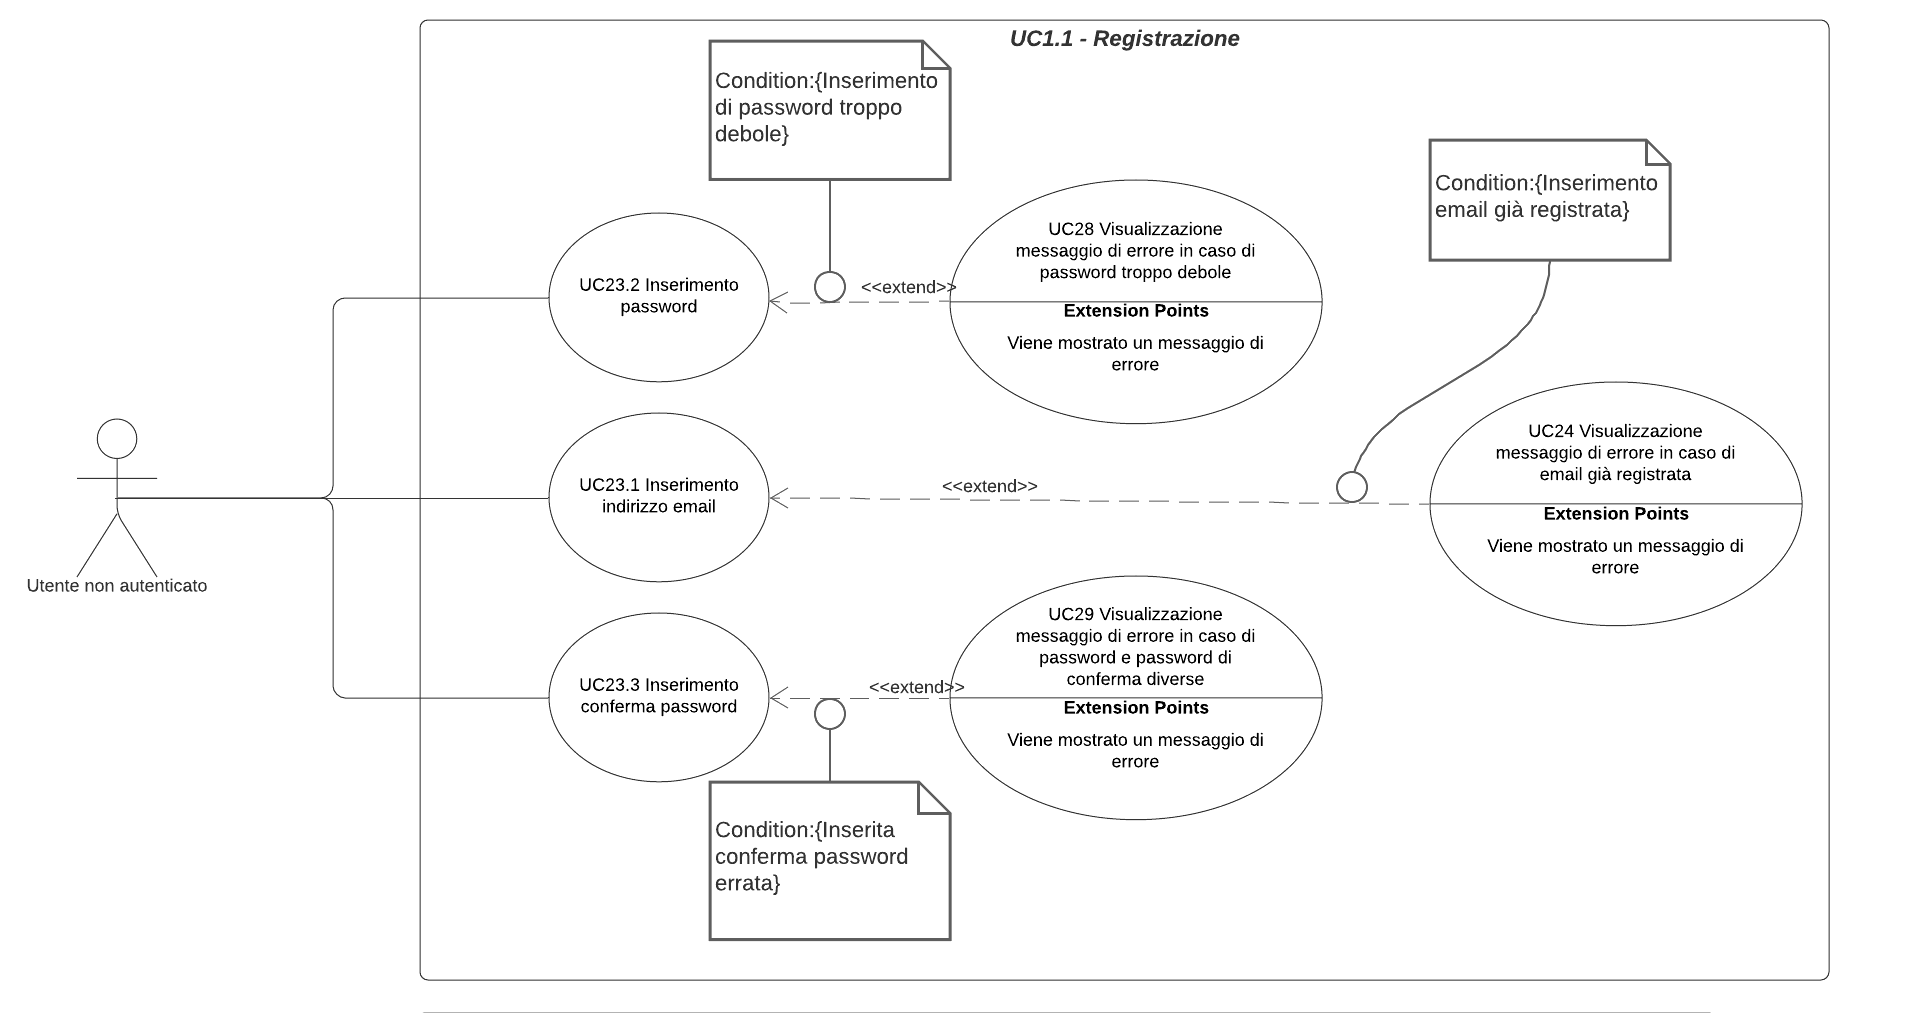 UC1.1 - Registrazione
Condition:{Inserimento
di password troppo
debole}
Condition:{Inserimento
email già registrata}
UC23.2 Inserimento
password
<<extend>>
UC28 Visualizzazione
messaggio di errore in caso di
password troppo debole
Extension Points
Viene mostrato un messaggio di
errore
Utente non autenticato
UC23.1 Inserimento
indirizzo email
<<extend>>
UC24 Visualizzazione
messaggio di errore in caso di
email già registrata
Extension Points
Viene mostrato un messaggio di
errore
UC23.3 Inserimento
conferma password
<<extend>>
UC29 Visualizzazione
messaggio di errore in caso di
password e password di
conferma diverse
Extension Points
Viene mostrato un messaggio di
errore
Condition:{Inserita
conferma password
errata}